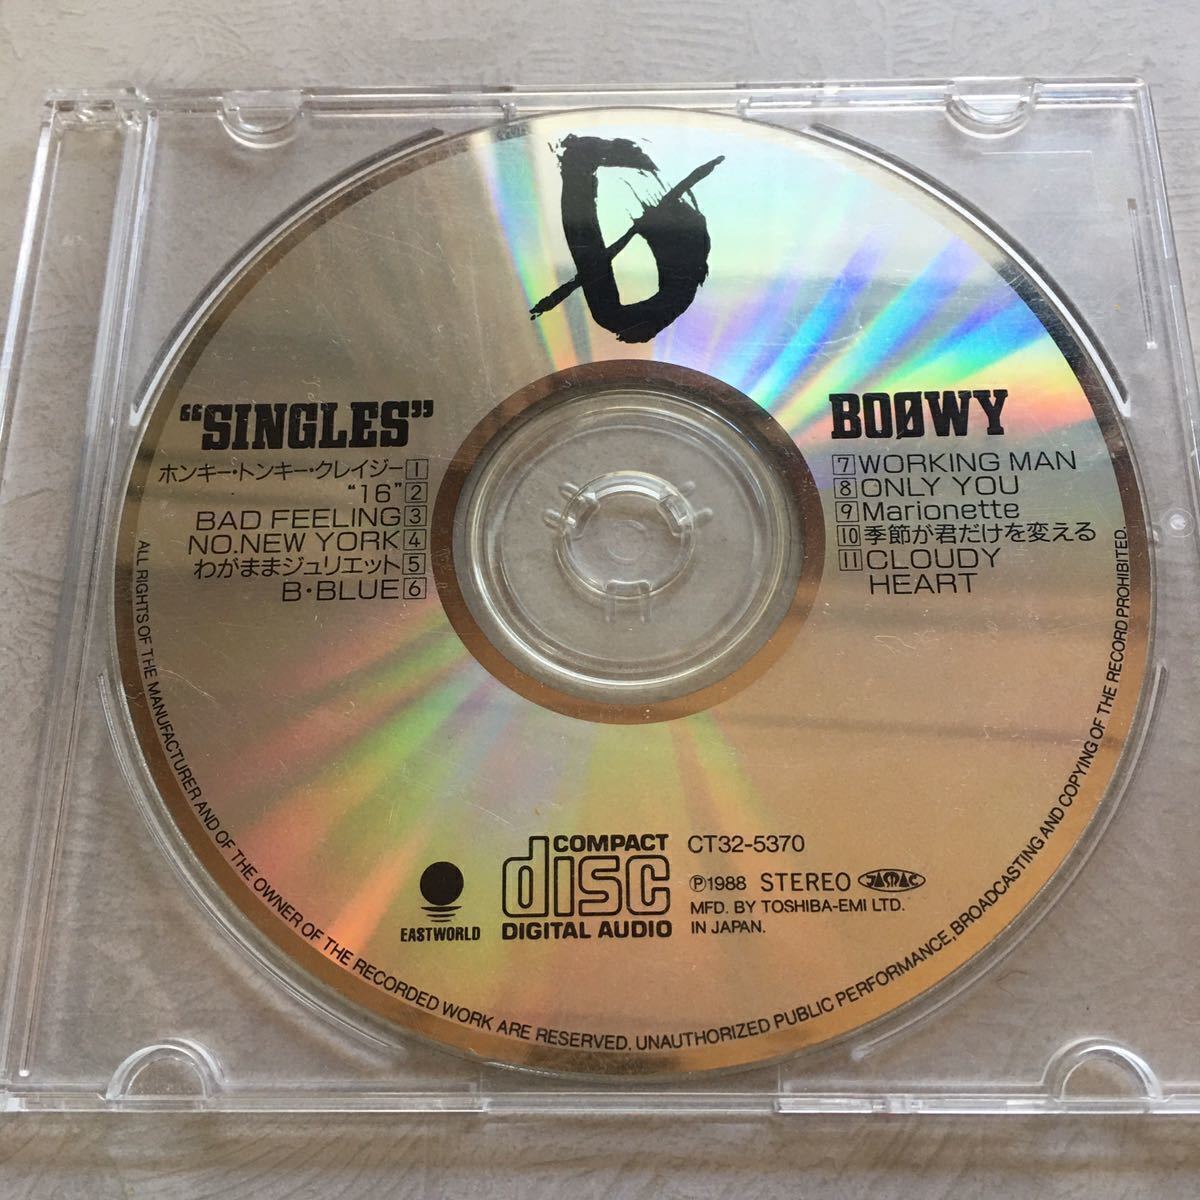 “SINGLES”
ホンキー・トンキー・クレイジー 1
“16” 2
BAD FEELING 3
NO.NEW YORK 4
わがままジュリエット 5
B・BLUE 6
BOØWY
7 WORKING MAN
8 ONLY YOU
9 Marionette
10 季節が君だけを変える
11 CLOUDY
HEART
EASTWORLD
COMPACT
disc
DIGITAL AUDIO
CT32-5370
Ⓟ1988 STEREO JASRAC
MFD. BY TOSHIBA-EMI LTD.
IN JAPAN.
ALL RIGHTS OF THE MANUFACTURER AND OF THE OWNER OF THE RECORDED WORK ARE RESERVED. UNAUTHORIZED PUBLIC PERFORMANCE, BROADCASTING AND COPYING OF THE RECORD PROHIBITED.